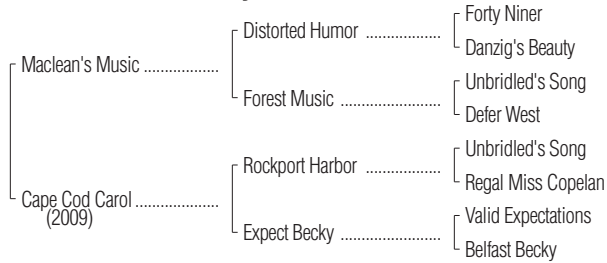 Forty Niner
Distorted Humor ..................
Danzig's Beauty
Maclean's Music ..................
Unbridled's Song
Forest Music ......................
Defer West
Unbridled's Song
Rockport Harbor ..................
Regal Miss Copelan
Cape Cod Carol ....................
(2009)
Valid Expectations
Expect Becky ......................
Belfast Becky